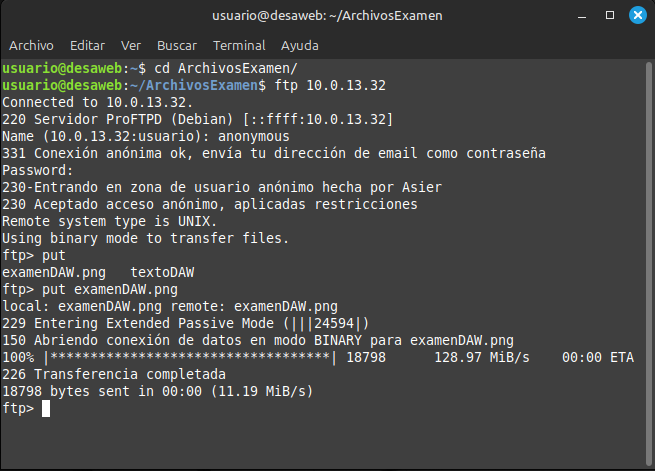 usuario@desaweb: ~/ArchivosExamen
Archivo Editar Ver Buscar Terminal Ayuda
usuario@desaweb:~$ cd ArchivosExamen/
usuario@desaweb:~/ArchivosExamen$ ftp 10.0.13.32
Connected to 10.0.13.32.
220 Servidor ProFTPD (Debian) [::ffff:10.0.13.32]
Name (10.0.13.32:usuario): anonymous
331 Conexión anónima ok, envía tu dirección de email como contraseña
Password:
230-Entrando en zona de usuario anónimo hecha por Asier
230 Aceptado acceso anónimo, aplicadas restricciones
Remote system type is UNIX.
Using binary mode to transfer files.
ftp> put
examenDAW.png   textoDAW
ftp> put examenDAW.png
local: examenDAW.png remote: examenDAW.png
229 Entering Extended Passive Mode (|||24594|)
150 Abriendo conexión de datos en modo BINARY para examenDAW.png
100% |***********************************| 18798      128.97 MiB/s    00:00 ETA
226 Transferencia completada
18798 bytes sent in 00:00 (11.19 MiB/s)
ftp>